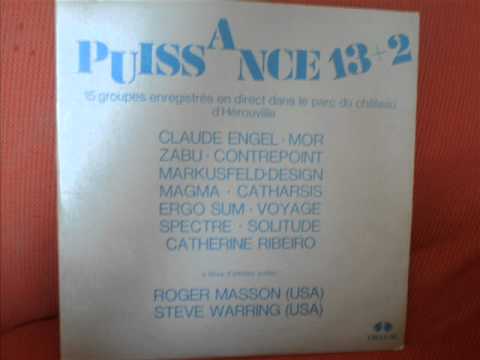 PUISSANCE 13+2
15 groupes enregistrés en direct dans le parc du château
d'Hérouville
CLAUDE ENGEL · MOR
ZABU · CONTREPOINT
MARKUSFELD · DESIGN
MAGMA · CATHARSIS
ERGO SUM · VOYAGE
SPECTRE · SOLITUDE
CATHERINE RIBEIRO
ROGER MASSON (USA)
STEVE WARRING (USA)